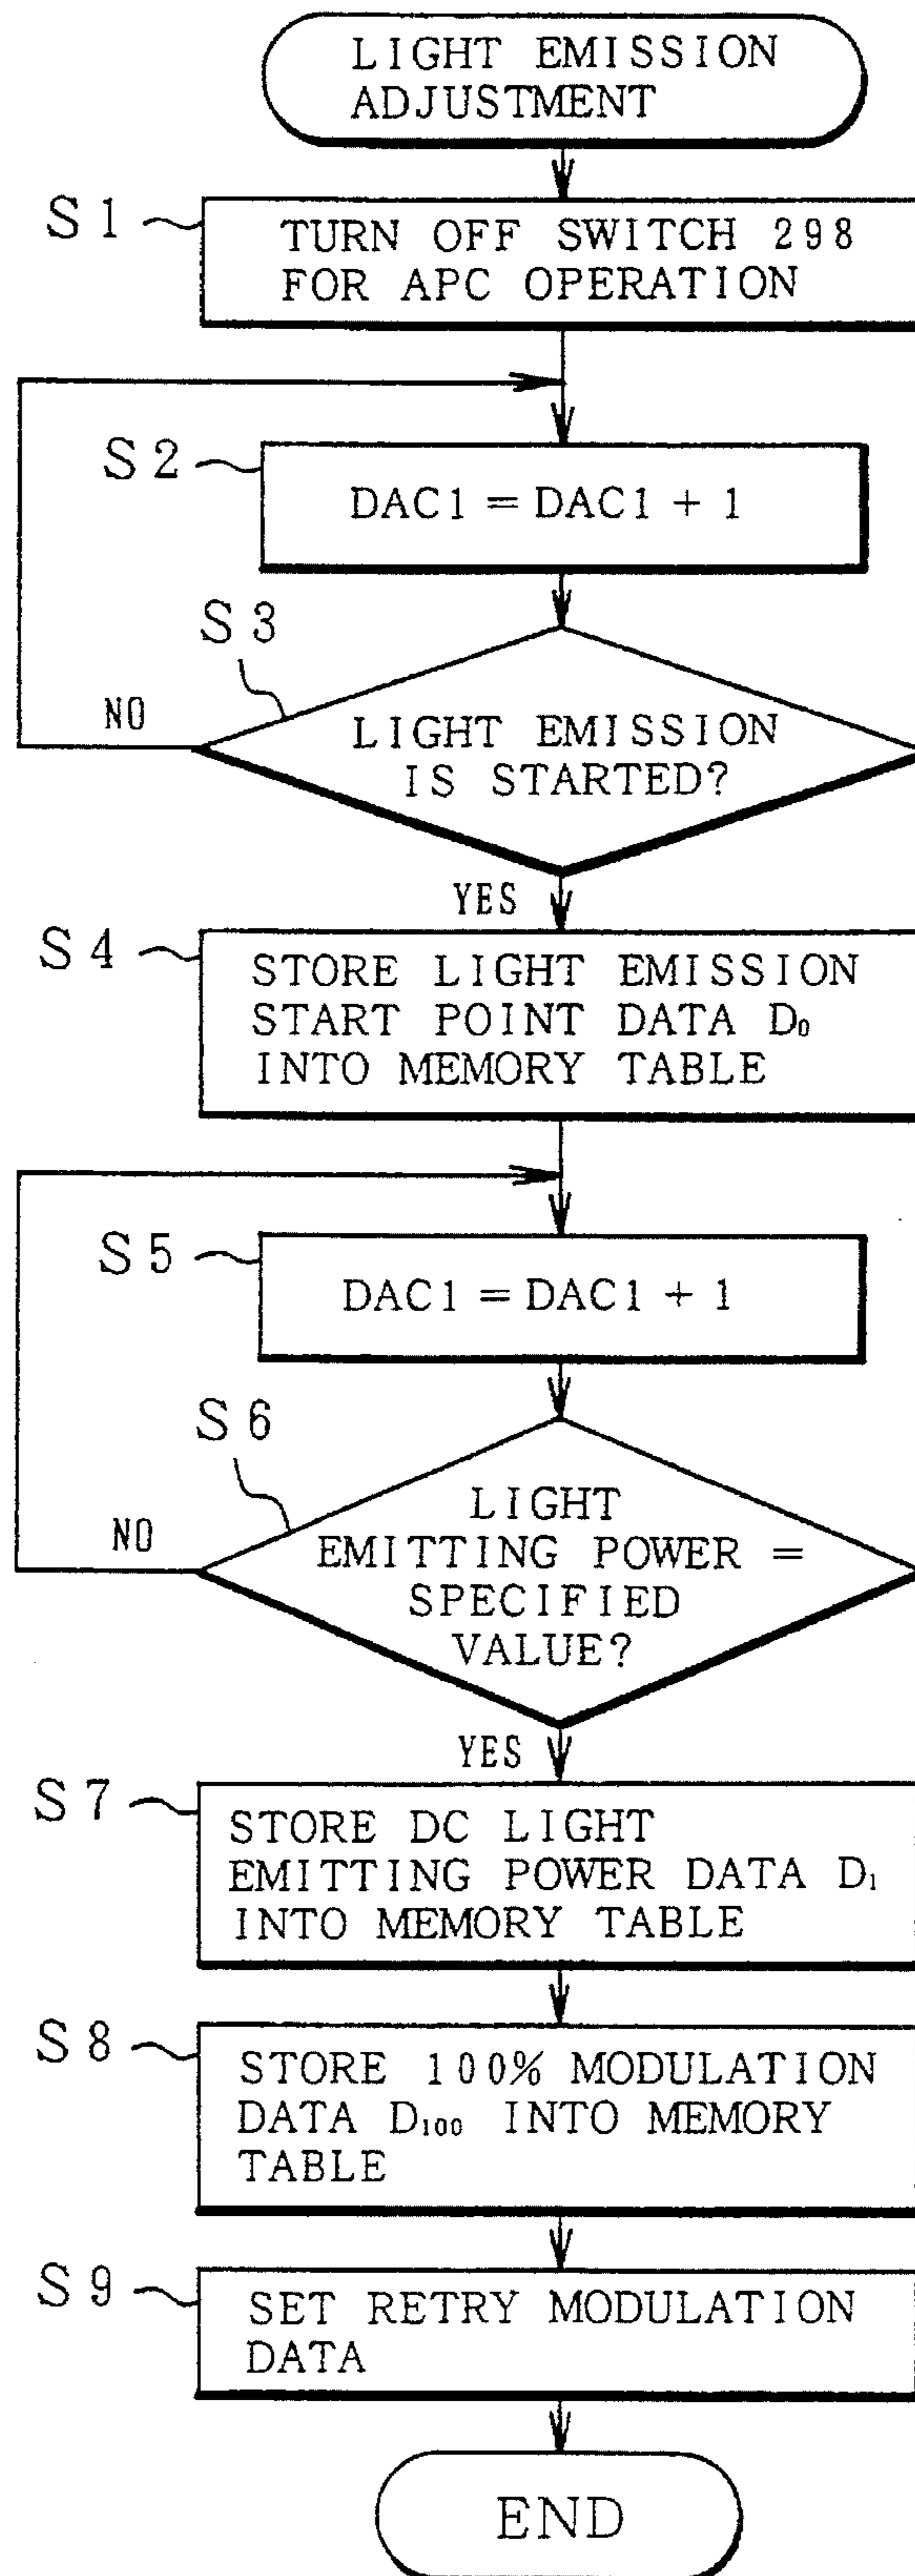 LIGHT EMISSION
ADJUSTMENT
S1
TURN OFF SWITCH 298
FOR APC OPERATION
S2
DAC1 = DAC1 + 1
S3
LIGHT EMISSION
IS STARTED?
NO
YES
S4
STORE LIGHT EMISSION
START POINT DATA D₀
INTO MEMORY TABLE
S5
DAC1 = DAC1 + 1
S6
LIGHT
EMITTING POWER =
SPECIFIED
VALUE?
NO
YES
S7
STORE DC LIGHT
EMITTING POWER DATA D₁
INTO MEMORY TABLE
S8
STORE 100% MODULATION
DATA D₁₀₀ INTO MEMORY
TABLE
S9
SET RETRY MODULATION
DATA
END